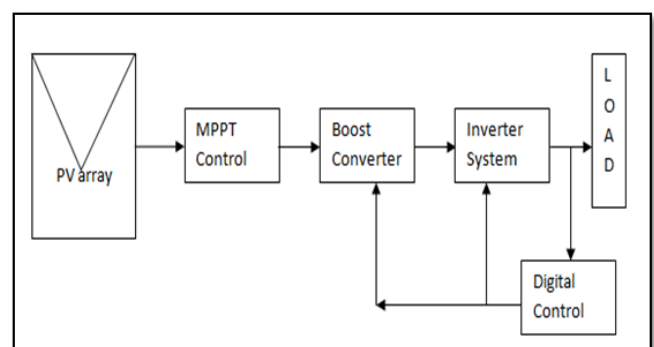 PV array
MPPT
Control
Boost
Converter
Inverter
System
L
O
A
D
Digital
Control